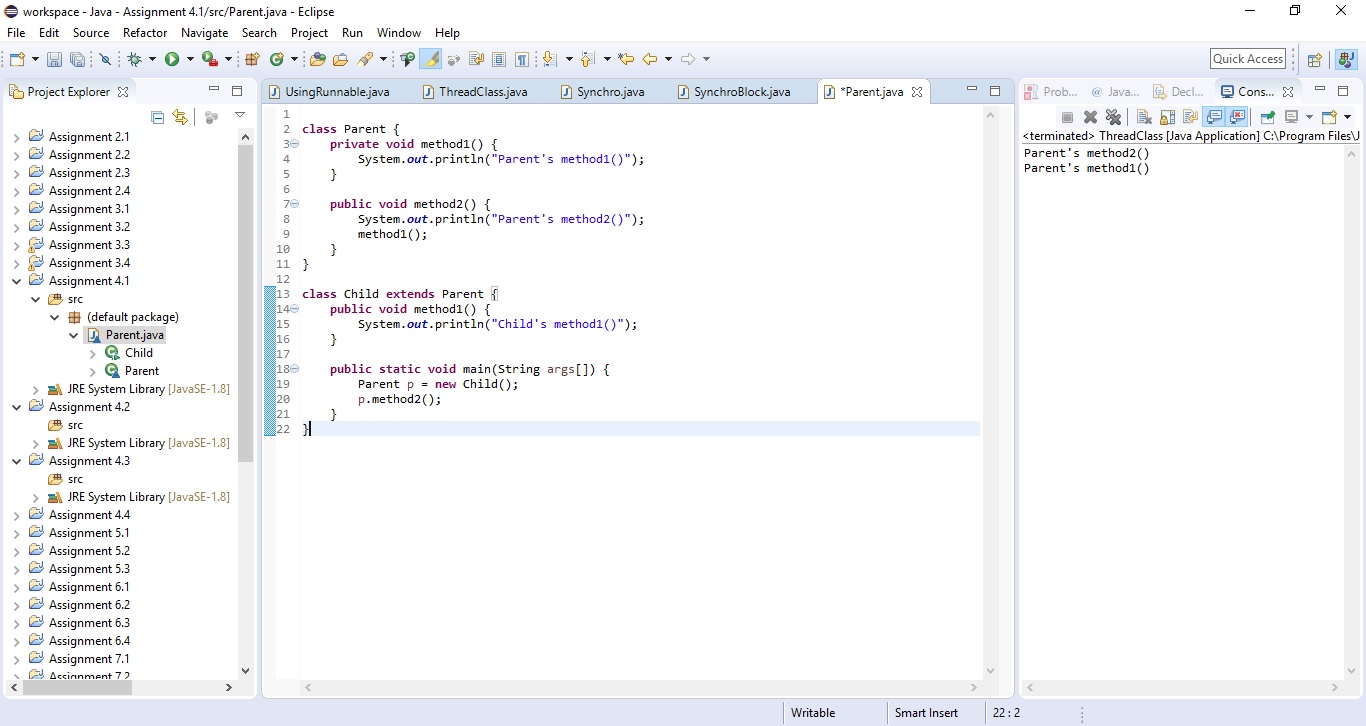 workspace - Java - Assignment 4.1/src/Parent.java - Eclipse
File Edit Source Refactor Navigate Search Project Run Window Help
Quick Access
Project Explorer
Assignment 2.1
Assignment 2.2
Assignment 2.3
Assignment 2.4
Assignment 3.1
Assignment 3.2
Assignment 3.3
Assignment 3.4
Assignment 4.1
src
(default package)
Parent.java
Child
Parent
JRE System Library [JavaSE-1.8]
Assignment 4.2
src
JRE System Library [JavaSE-1.8]
Assignment 4.3
src
JRE System Library [JavaSE-1.8]
Assignment 4.4
Assignment 5.1
Assignment 5.2
Assignment 5.3
Assignment 6.1
Assignment 6.2
Assignment 6.3
Assignment 6.4
Assignment 7.1
Assignment 7.2
UsingRunnable.java ThreadClass.java Synchro.java SynchroBlock.java *Parent.java
1
2 class Parent {
3 private void method1() {
4 System.out.println("Parent's method1()");
5 }
6
7 public void method2() {
8 System.out.println("Parent's method2()");
9 method1();
10 }
11 }
12
13 class Child extends Parent {
14 public void method1() {
15 System.out.println("Child's method1()");
16 }
17
18 public static void main(String args[]) {
19 Parent p = new Child();
20 p.method2();
21 }
22 }
Prob... @ Java... Decl... Cons...
<terminated> ThreadClass [Java Application] C:\Program Files\J
Parent's method2()
Parent's method1()
Writable Smart Insert 22 : 2